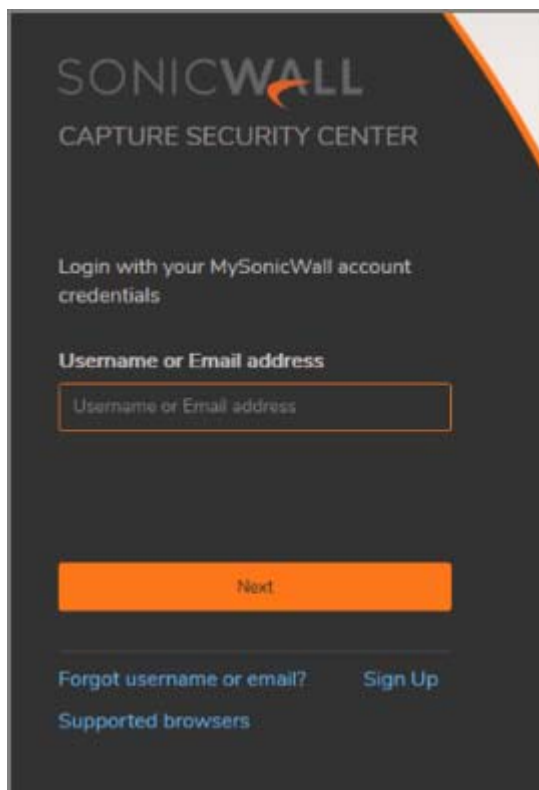 SONICWALL
CAPTURE SECURITY CENTER
Login with your MySonicWall account
credentials
Username or Email address
Username or Email address
Next
Forgot username or email? Sign Up
Supported browsers